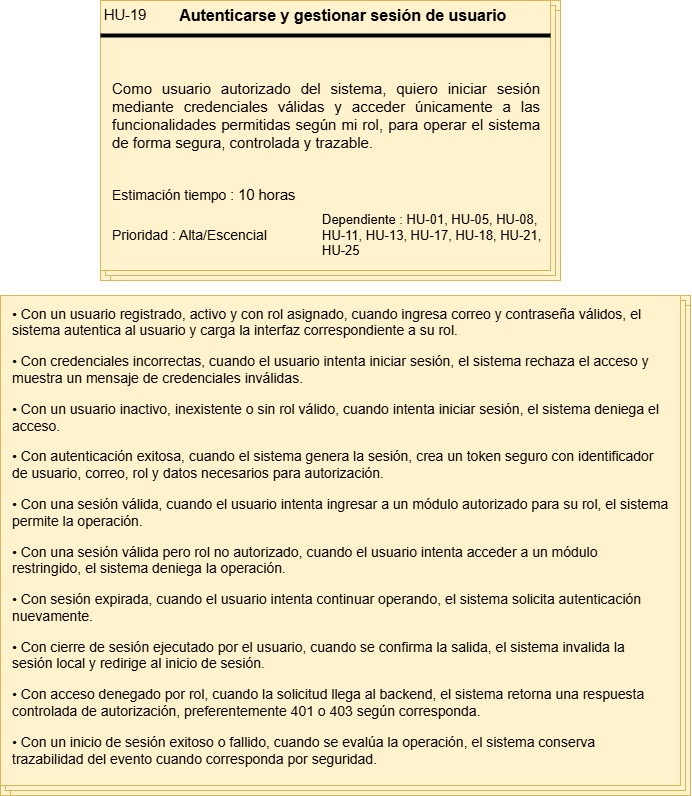 HU-19 Autenticarse y gestionar sesión de usuario
Como usuario autorizado del sistema, quiero iniciar sesión
mediante credenciales válidas y acceder únicamente a las
funcionalidades permitidas según mi rol, para operar el sistema
de forma segura, controlada y trazable.
Estimación tiempo : 10 horas
Prioridad : Alta/Escencial
Dependiente : HU-01, HU-05, HU-08,
HU-11, HU-13, HU-17, HU-18, HU-21,
HU-25
• Con un usuario registrado, activo y con rol asignado, cuando ingresa correo y contraseña válidos, el
sistema autentica al usuario y carga la interfaz correspondiente a su rol.
• Con credenciales incorrectas, cuando el usuario intenta iniciar sesión, el sistema rechaza el acceso y
muestra un mensaje de credenciales inválidas.
• Con un usuario inactivo, inexistente o sin rol válido, cuando intenta iniciar sesión, el sistema deniega el
acceso.
• Con autenticación exitosa, cuando el sistema genera la sesión, crea un token seguro con identificador
de usuario, correo, rol y datos necesarios para autorización.
• Con una sesión válida, cuando el usuario intenta ingresar a un módulo autorizado para su rol, el sistema
permite la operación.
• Con una sesión válida pero rol no autorizado, cuando el usuario intenta acceder a un módulo
restringido, el sistema deniega la operación.
• Con sesión expirada, cuando el usuario intenta continuar operando, el sistema solicita autenticación
nuevamente.
• Con cierre de sesión ejecutado por el usuario, cuando se confirma la salida, el sistema invalida la
sesión local y redirige al inicio de sesión.
• Con acceso denegado por rol, cuando la solicitud llega al backend, el sistema retorna una respuesta
controlada de autorización, preferentemente 401 o 403 según corresponda.
• Con un inicio de sesión exitoso o fallido, cuando se evalúa la operación, el sistema conserva
trazabilidad del evento cuando corresponda por seguridad.